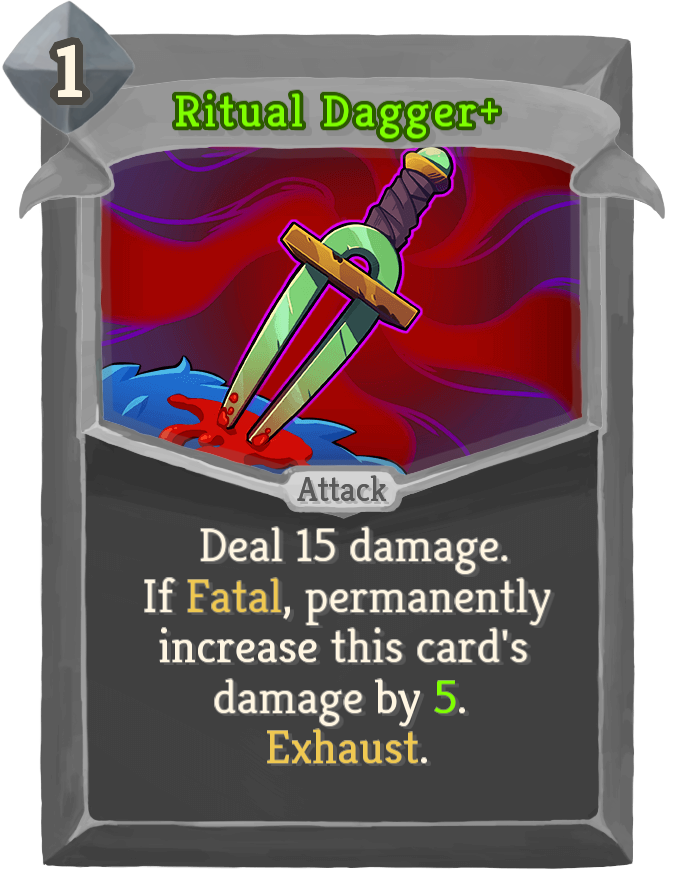 1
Ritual Dagger+
Attack
Deal 15 damage.
If Fatal, permanently
increase this card's
damage by 5.
Exhaust.